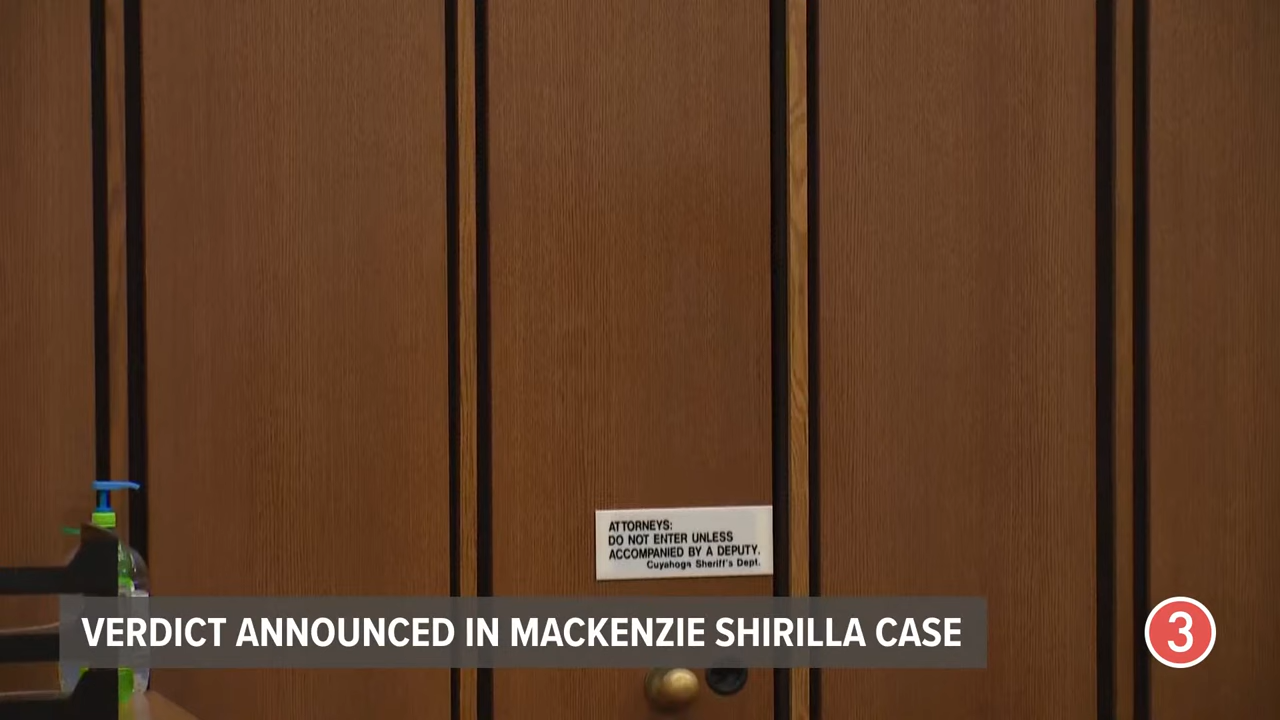 ATTORNEYS:
DO NOT ENTER UNLESS
ACCOMPANIED BY A DEPUTY.
Cuyahoga Sheriff's Dept.
VERDICT ANNOUNCED IN MACKENZIE SHIRILLA CASE
3